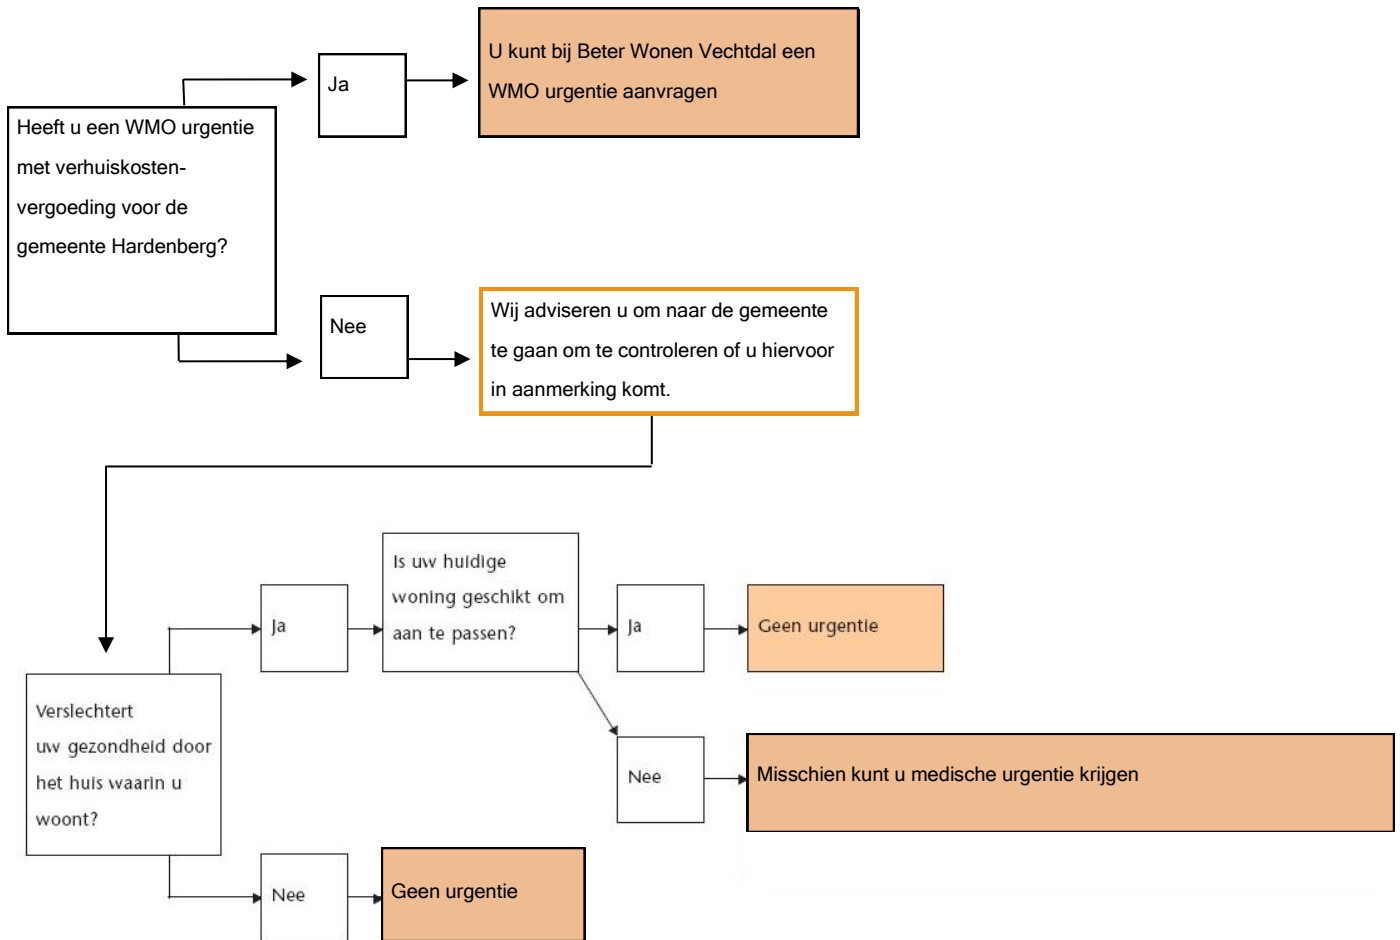 Heeft u een WMO urgentie
met verhuiskosten-
vergoeding voor de
gemeente Hardenberg?
Ja
U kunt bij Beter Wonen Vechtdal een
WMO urgentie aanvragen
Nee
Wij adviseren u om naar de gemeente
te gaan om te controleren of u hiervoor
in aanmerking komt.
Verslechtert
uw gezondheid door
het huis waarin u
woont?
Ja
Is uw huidige
woning geschikt om
aan te passen?
Ja
Geen urgentie
Nee
Misschien kunt u medische urgentie krijgen
Nee
Geen urgentie